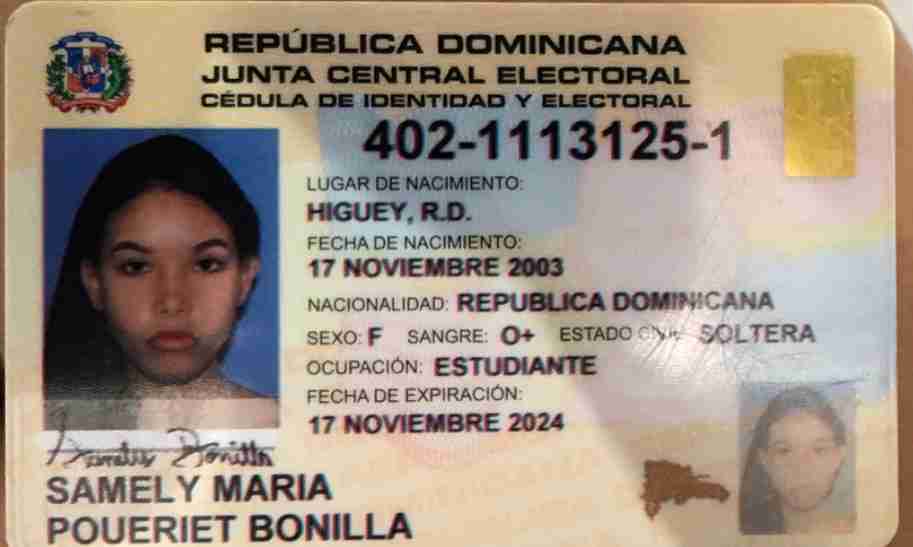 REPÚBLICA DOMINICANA
JUNTA CENTRAL ELECTORAL
CÉDULA DE IDENTIDAD Y ELECTORAL
402-1113125-1
LUGAR DE NACIMIENTO:
HIGUEY, R.D.
FECHA DE NACIMIENTO:
17 NOVIEMBRE 2003
NACIONALIDAD: REPUBLICA DOMINICANA
SEXO: F SANGRE: O+ ESTADO CIVIL SOLTERA
OCUPACIÓN: ESTUDIANTE
FECHA DE EXPIRACIÓN:
17 NOVIEMBRE 2024
Bonilla
SAMELY MARIA
POUERIET BONILLA